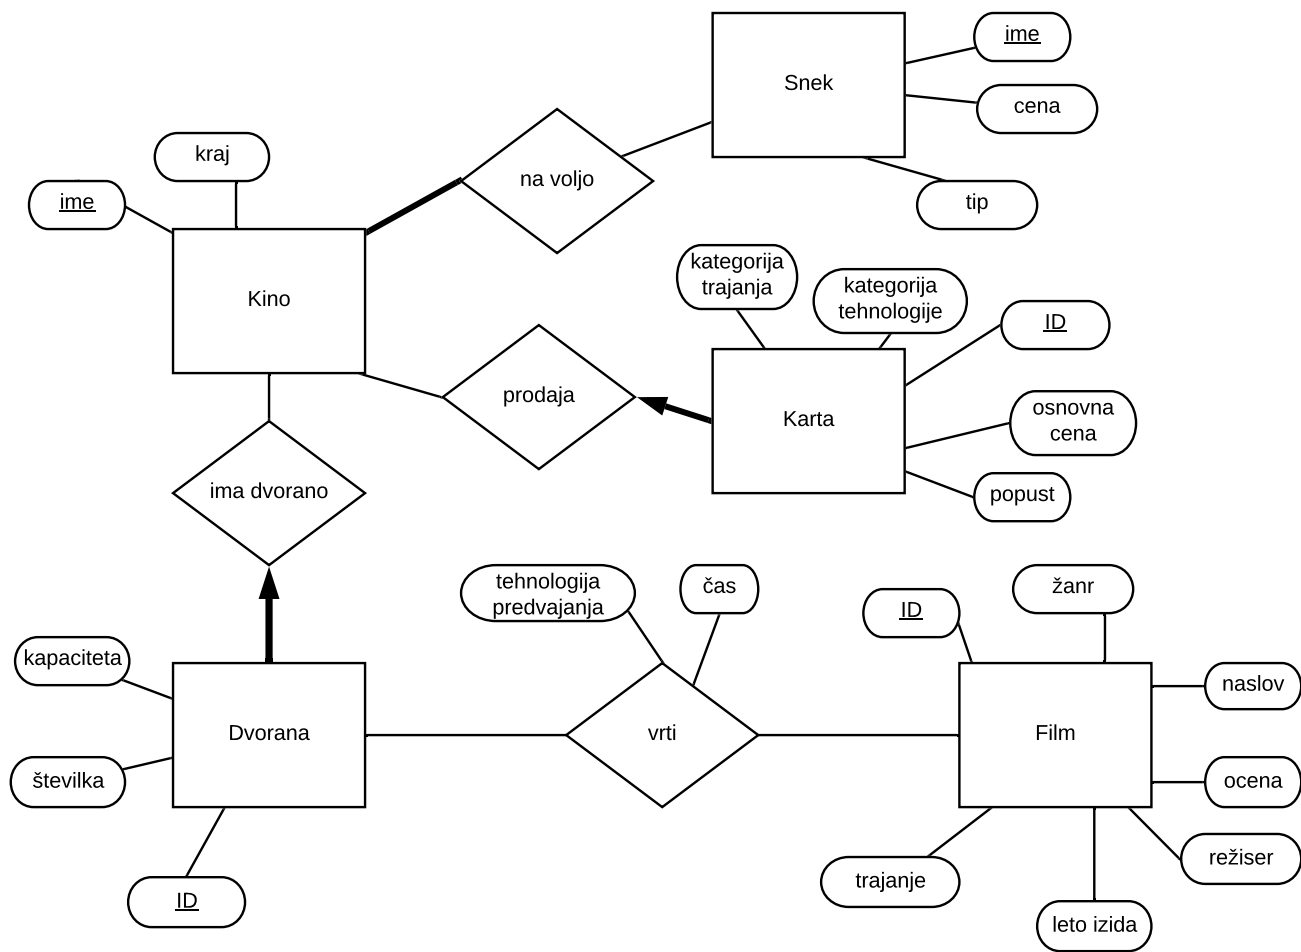 ime
Snek
cena
kraj
na voljo
ime
tip
kategorija
trajanja
kategorija
tehnologije
Kino
ID
prodaja
Karta
osnovna
cena
ima dvorano
popust
tehnologija
predvajanja
čas
ID
žanr
kapaciteta
naslov
Dvorana
vrti
Film
številka
ocena
režiser
trajanje
ID
leto izida